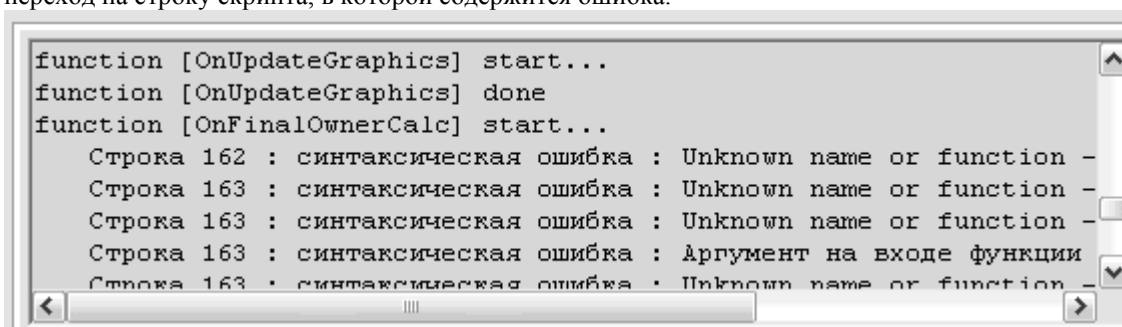 переход на строку скрипта, в которой содержится ошибка.
function [OnUpdateGraphics] start...
function [OnUpdateGraphics] done
function [OnFinalOwnerCalc] start...
Строка 162 : синтаксическая ошибка : Unknown name or function -
Строка 163 : синтаксическая ошибка : Unknown name or function -
Строка 163 : синтаксическая ошибка : Unknown name or function -
Строка 163 : синтаксическая ошибка : Аргумент на входе функции
Строка 163 : синтаксическая ошибка : Unknown name or function -